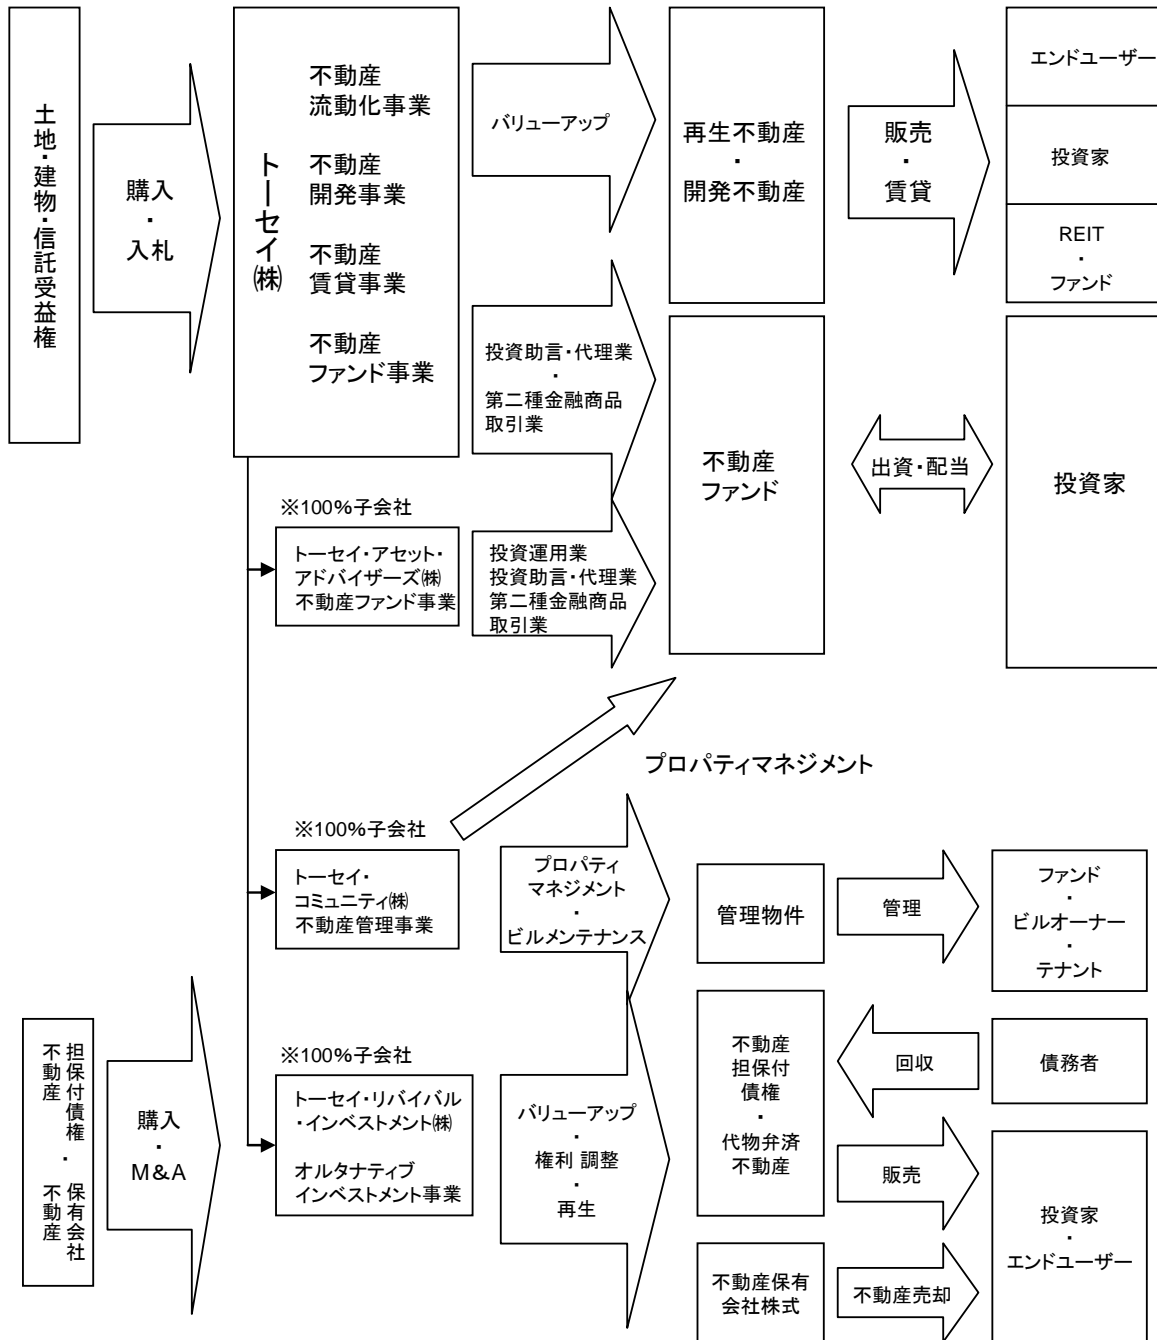 土地・建物・信託受益権
購入
・
入札
トーセイ㈱
不動産
流動化事業
不動産
開発事業
不動産
賃貸事業
不動産
ファンド事業
バリューアップ
再生不動産
・
開発不動産
販売
・
賃貸
エンドユーザー
投資家
REIT
・
ファンド
投資助言・代理業
・
第二種金融商品
取引業
不動産
ファンド
出資・配当
投資家
※100%子会社
トーセイ・アセット・
アドバイザーズ㈱
不動産ファンド事業
投資運用業
投資助言・代理業
第二種金融商品
取引業
プロパティマネジメント
※100%子会社
トーセイ・
コミュニティ㈱
不動産管理事業
プロパティ
マネジメント
・
ビルメンテナンス
管理物件
管理
ファンド
・
ビルオーナー
・
テナント
不動産担保付債権・不動産保有会社
購入
・
M&A
※100%子会社
トーセイ・リバイバル
・インベストメント㈱
オルタナティブ
インベストメント事業
バリューアップ
・
権利 調整
・
再生
不動産
担保付
債権
・
代物弁済
不動産
回収
債務者
販売
投資家
・
エンドユーザー
不動産保有
会社株式
不動産売却